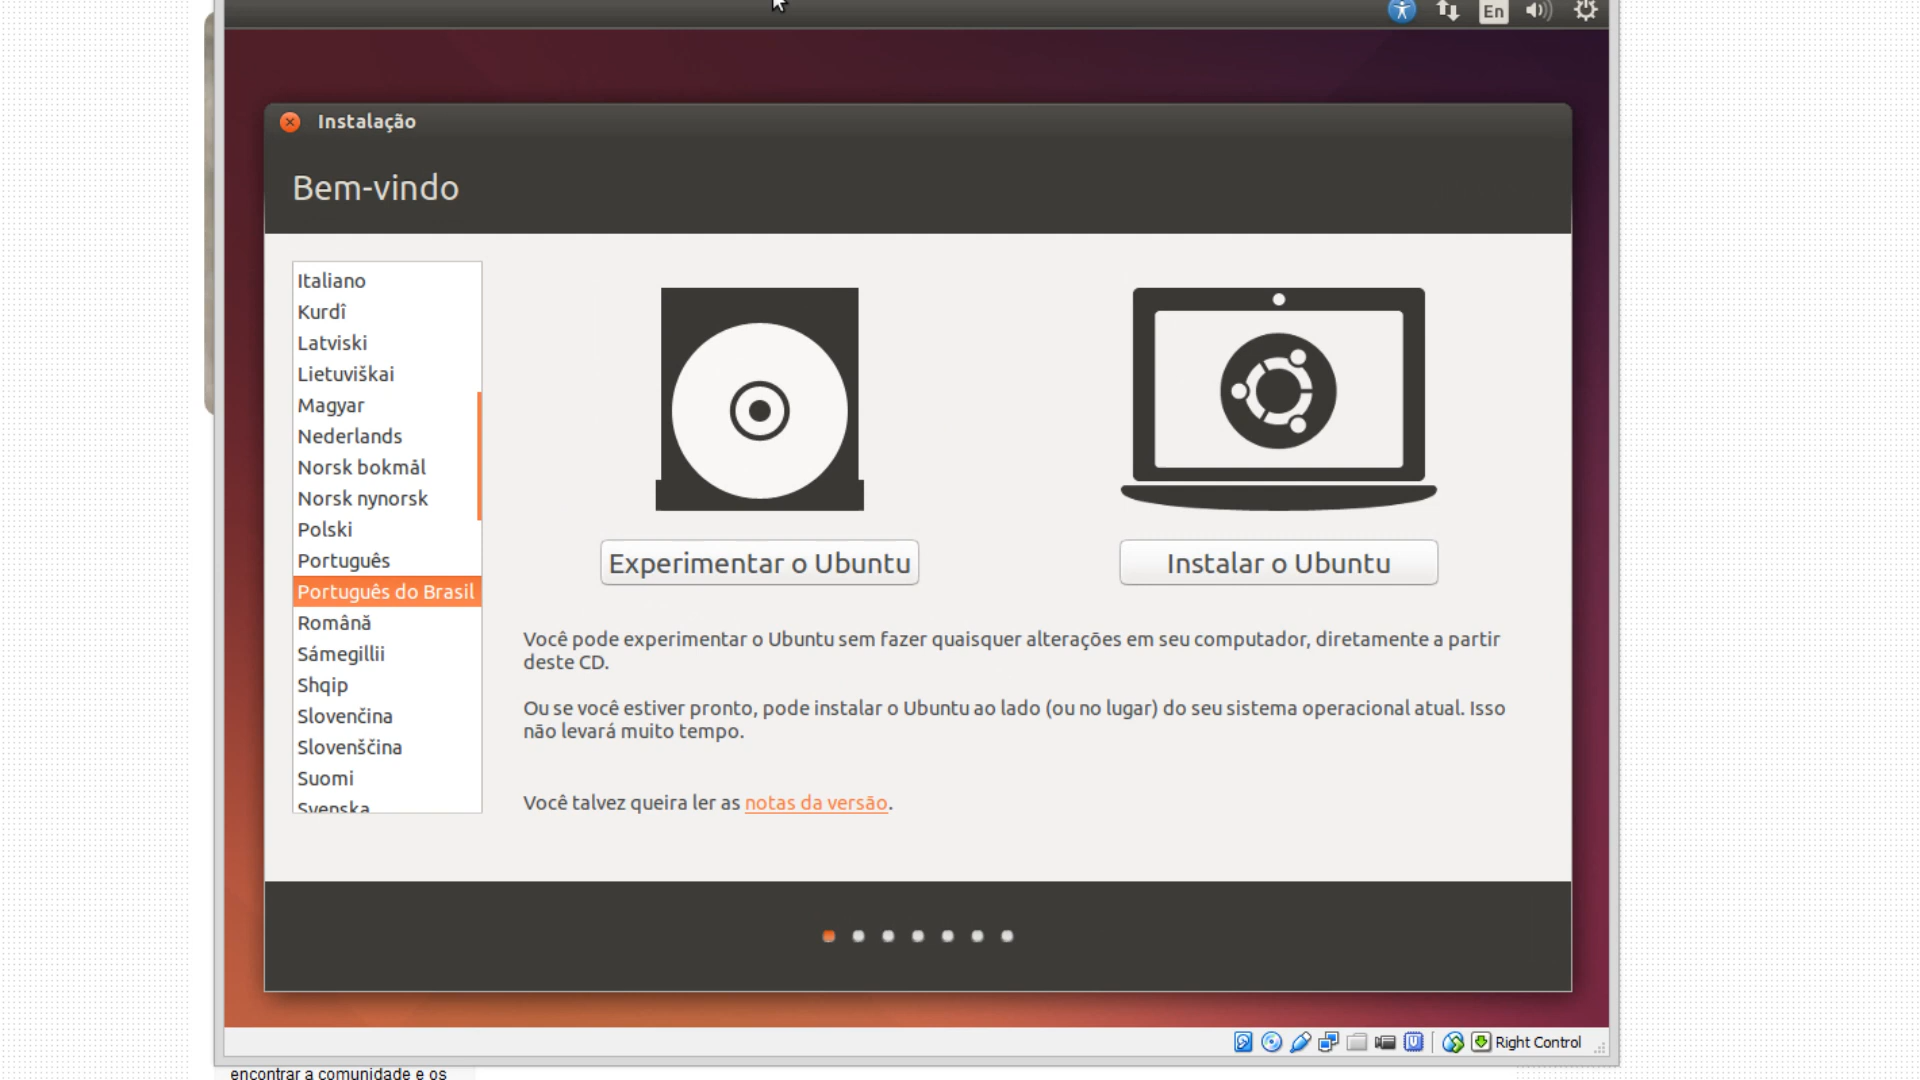 En
Instalação
Bem-vindo
Italiano
Kurdî
Latviski
Lietuviškai
Magyar
Nederlands
Norsk bokmål
Norsk nynorsk
Polski
Português
Português do Brasil
Română
Sámegillii
Shqip
Slovenčina
Slovenščina
Suomi
Svenska
Experimentar o Ubuntu
Instalar o Ubuntu
Você pode experimentar o Ubuntu sem fazer quaisquer alterações em seu computador, diretamente a partir
deste CD.
Ou se você estiver pronto, pode instalar o Ubuntu ao lado (ou no lugar) do seu sistema operacional atual. Isso
não levará muito tempo.
Você talvez queira ler as notas da versão.
Right Control
encontrar a comunidade e os